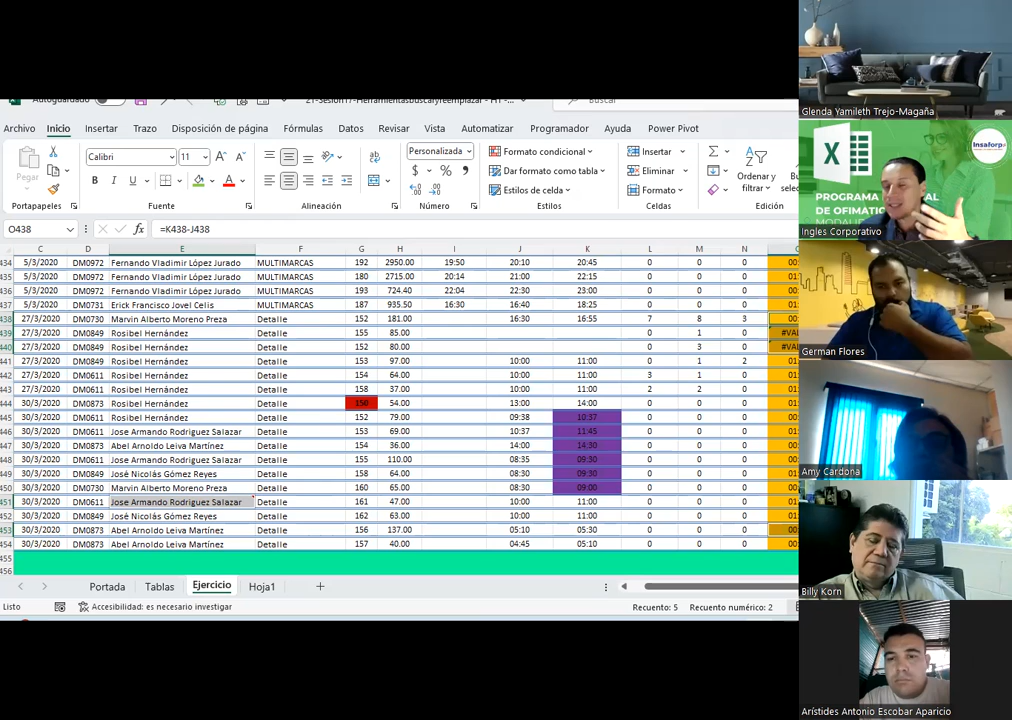 Autoguardado 21-Sesion17-Herramientasbuscaryreemplazar - HT -... Buscar
Archivo Inicio Insertar Trazo Disposición de página Fórmulas Datos Revisar Vista Automatizar Programador Ayuda Power Pivot
Pegar Calibri 11 Personalizada Formato condicional Insertar
N K S A $ % Dar formato como tabla Eliminar Ordenar y
Estilos de celda Formato filtrar
Portapapeles Fuente Alineación Número Estilos Celdas Edición
O438 fx =K438-J438
C D E F G H I J K L M N
434 5/3/2020 DM0972 Fernando Vladimir López Jurado MULTIMARCAS 192 2950.00 19:50 20:10 20:45 0 0 0 00:
435 5/3/2020 DM0972 Fernando Vladimir López Jurado MULTIMARCAS 180 2715.00 20:14 21:00 22:15 0 0 0 01:
436 5/3/2020 DM0972 Fernando Vladimir López Jurado MULTIMARCAS 193 724.40 22:04 22:30 23:00 0 0 0 00:
437 5/3/2020 DM0731 Erick Francisco Jovel Celis MULTIMARCAS 187 935.50 16:30 16:40 18:25 0 0 0 01:
438 27/3/2020 DM0730 Marvin Alberto Moreno Preza Detalle 152 181.00 16:30 16:55 7 8 3 00:
439 27/3/2020 DM0849 Rosibel Hernández Detalle 155 85.00 0 1 0 #VAL
440 27/3/2020 DM0849 Rosibel Hernández Detalle 152 80.00 0 3 0 #VAL
441 27/3/2020 DM0849 Rosibel Hernández Detalle 153 97.00 10:00 11:00 0 1 2 01:
442 27/3/2020 DM0611 Rosibel Hernández Detalle 154 64.00 10:00 11:00 3 1 0 01:
443 27/3/2020 DM0611 Rosibel Hernández Detalle 158 37.00 10:00 11:00 2 2 0 01:
444 30/3/2020 DM0873 Rosibel Hernández Detalle 150 54.00 13:00 14:00 0 0 0 01:
445 30/3/2020 DM0611 Rosibel Hernández Detalle 152 79.00 09:38 10:37 0 0 0
446 30/3/2020 DM0611 Jose Armando Rodriguez Salazar Detalle 153 69.00 10:37 11:45 0 0 0 01:
447 30/3/2020 DM0873 Abel Arnoldo Leiva Martínez Detalle 154 36.00 14:00 14:30 0 0 0
448 30/3/2020 DM0611 Jose Armando Rodriguez Salazar Detalle 155 110.00 08:35 09:30 0 0 0
449 30/3/2020 DM0849 Josè Nicolás Gómez Reyes Detalle 158 64.00 08:30 09:30 0 0 0 01:
450 30/3/2020 DM0730 Marvin Alberto Moreno Preza Detalle 160 65.00 08:30 09:00 0 0 0
451 30/3/2020 DM0611 Jose Armando Rodriguez Salazar Detalle 161 47.00 10:00 11:00 0 0 0 01:
452 30/3/2020 DM0849 Josè Nicolás Gómez Reyes Detalle 162 63.00 10:00 11:00 0 0 0 01:
453 30/3/2020 DM0873 Abel Arnoldo Leiva Martínez Detalle 156 137.00 05:10 05:30 0 0 0 00:
454 30/3/2020 DM0873 Abel Arnoldo Leiva Martínez Detalle 157 40.00 04:45 05:10 0 0 0
455
456
Portada Tablas Ejercicio Hoja1 +
Listo Accesibilidad: es necesario investigar Recuento: 5 Recuento numérico: 2
Glenda Yamileth Trejo-Magaña
X
Insaforp
PROGRAMA
DE OFIMATIC
Ingles Corporativo
German Flores
Amy Cardona
Billy Korn
Arístides Antonio Escobar Aparicio